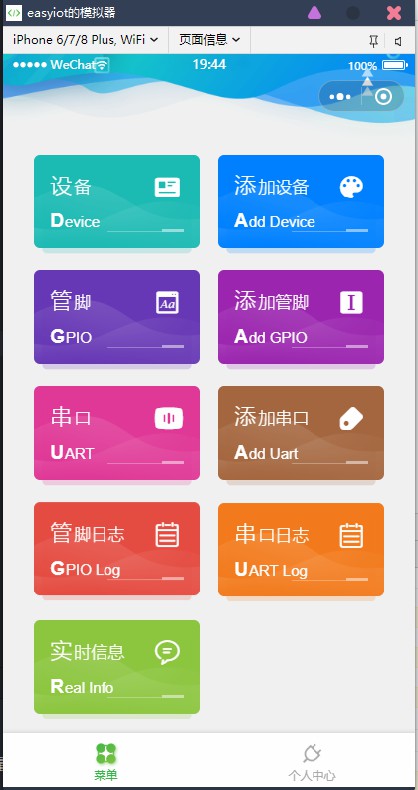 easyiot的模拟器
iPhone 6/7/8 Plus, WiFi 页面信息
WeChat 19:44 100%
设备
Device
添加设备
Add Device
管脚
GPIO
添加管脚
Add GPIO
串口
UART
添加串口
Add Uart
管脚日志
GPIO Log
串口日志
UART Log
实时信息
Real Info
菜单
个人中心